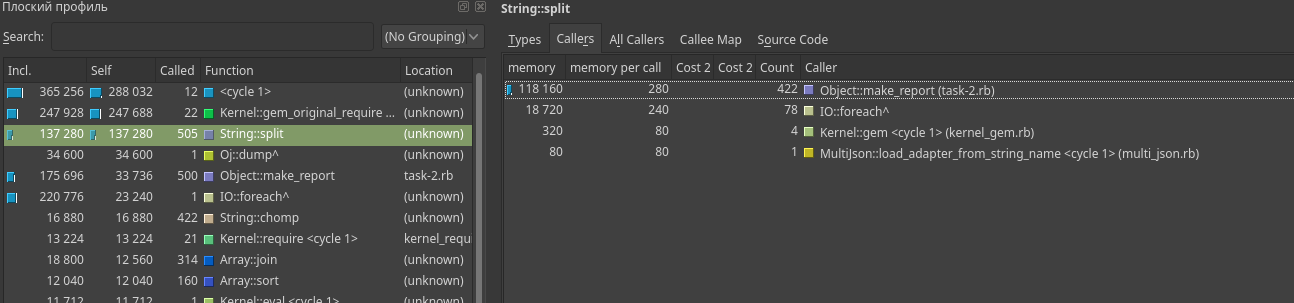 Плоский профиль
Search: (No Grouping)
Incl. Self Called Function Location
365 256 288 032 12 <cycle 1> (unknown)
247 928 247 688 22 Kernel::gem_original_require ... (unknown)
137 280 137 280 505 String::split (unknown)
34 600 34 600 1 Oj::dump^ (unknown)
175 696 33 736 500 Object::make_report task-2.rb
220 776 23 240 1 IO::foreach^ (unknown)
16 880 16 880 422 String::chomp (unknown)
13 224 13 224 21 Kernel::require <cycle 1> kernel_requ
18 800 12 560 314 Array::join (unknown)
12 040 12 040 160 Array::sort (unknown)
11 712 11 712 1 Kernel::eval <cycle 1> (unknown)
String::split
Types Callers All Callers Callee Map Source Code
memory memory per call Cost 2 Cost 2 Count Caller
118 160 280 422 Object::make_report (task-2.rb)
18 720 240 78 IO::foreach^
320 80 4 Kernel::gem <cycle 1> (kernel_gem.rb)
80 80 1 MultiJson::load_adapter_from_string_name <cycle 1> (multi_json.rb)